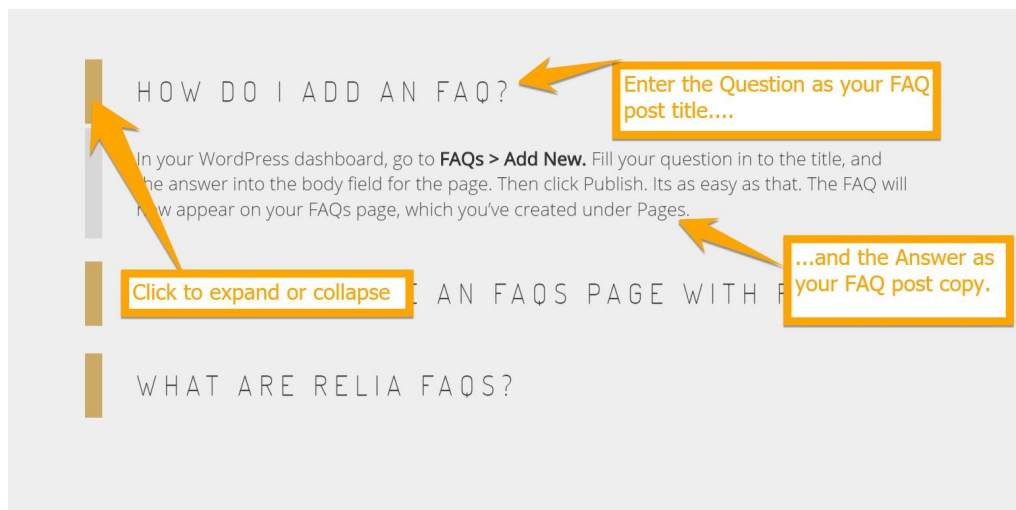 HOW DO I ADD AN FAQ?
Enter the Question as your FAQ
post title....
In your WordPress dashboard, go to FAQs > Add New. Fill your question in to the title, and
the answer into the body field for the page. Then click Publish. Its as easy as that. The FAQ will
now appear on your FAQs page, which you've created under Pages.
...and the Answer as
your FAQ post copy.
Click to expand or collapse
AN FAQS PAGE WITH
WHAT ARE RELIA FAQS?